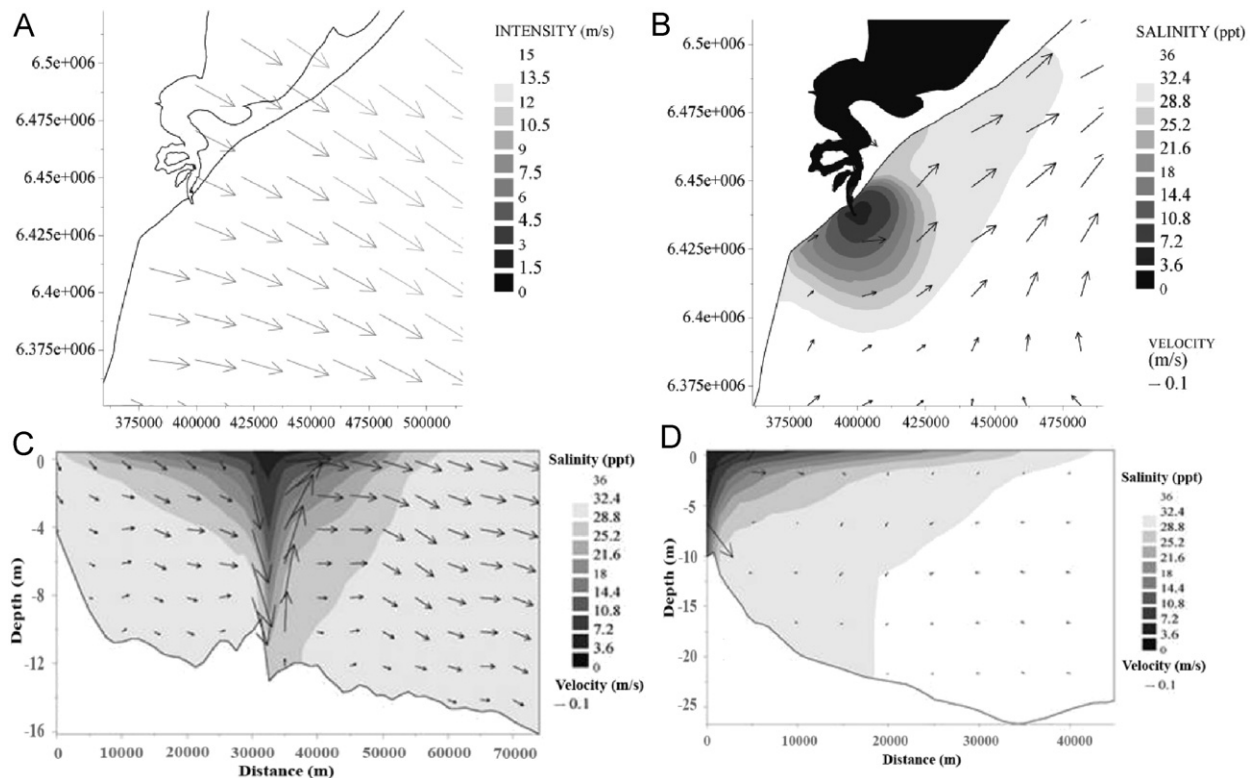 A
INTENSITY (m/s)
15
13.5
12
10.5
9
7.5
6
4.5
3
1.5
0
6.5e+006
6.475e+006
6.45e+006
6.425e+006
6.4e+006
6.375e+006
375000 400000 425000 450000 475000 500000
B
SALINITY (ppt)
36
32.4
28.8
25.2
21.6
18
14.4
10.8
7.2
3.6
0
VELOCITY
(m/s)
— 0.1
6.5e+006
6.475e+006
6.45e+006
6.425e+006
6.4e+006
6.375e+006
375000 400000 425000 450000 475000
C
Salinity (ppt)
36
32.4
28.8
25.2
21.6
18
14.4
10.8
7.2
3.6
0
Velocity (m/s)
— 0.1
Depth (m)
0
-4
-8
-12
-16
0 10000 20000 30000 40000 50000 60000 70000
Distance (m)
D
Salinity (ppt)
36
32.4
28.8
25.2
21.6
18
14.4
10.8
7.2
3.6
0
Velocity (m/s)
— 0.1
Depth (m)
0
-5
-10
-15
-20
-25
0 10000 20000 30000 40000
Distance (m)